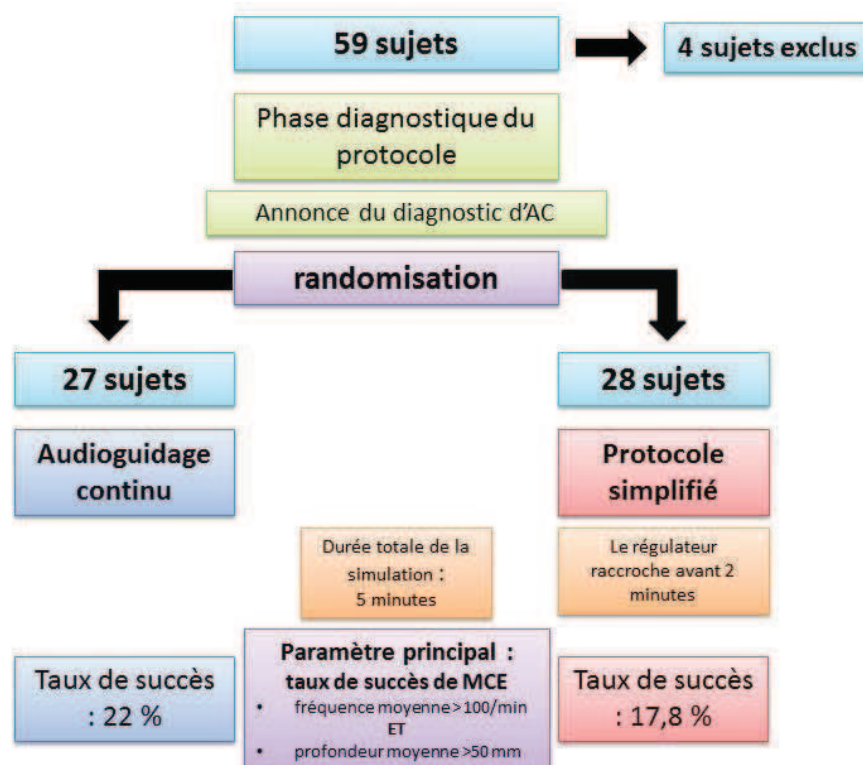 59 sujets
4 sujets exclus
Phase diagnostique du
protocole
Annonce du diagnostic d'AC
randomisation
27 sujets
28 sujets
Audioguidage
continu
Protocole
simplifié
Durée totale de la
simulation :
5 minutes
Le régulateur
raccroche avant 2
minutes
Taux de succès
: 22 %
Paramètre principal :
taux de succès de MCE
• fréquence moyenne >100/min
ET
• profondeur moyenne >50 mm
Taux de succès
: 17,8 %